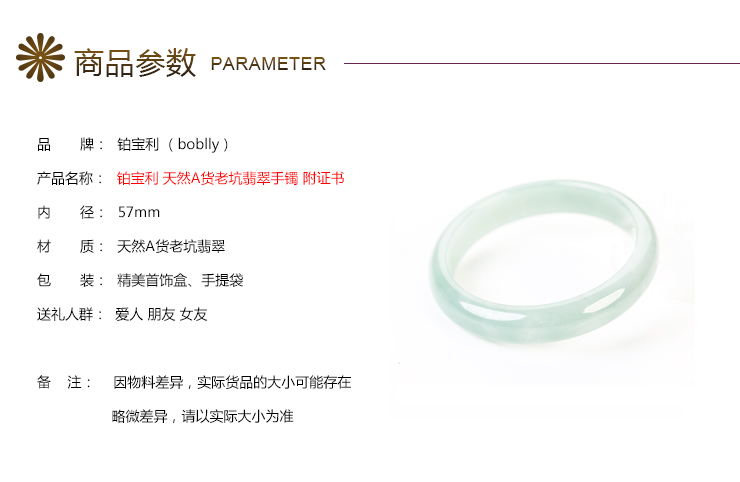 商品参数 PARAMETER
品 牌： 铂宝利 （boblly）
产品名称： 铂宝利 天然A货老坑翡翠手镯 附证书
内 径： 57mm
材 质： 天然A货老坑翡翠
包 装： 精美首饰盒、手提袋
送礼人群： 爱人 朋友 女友
备 注： 因物料差异，实际货品的大小可能存在
略微差异，请以实际大小为准